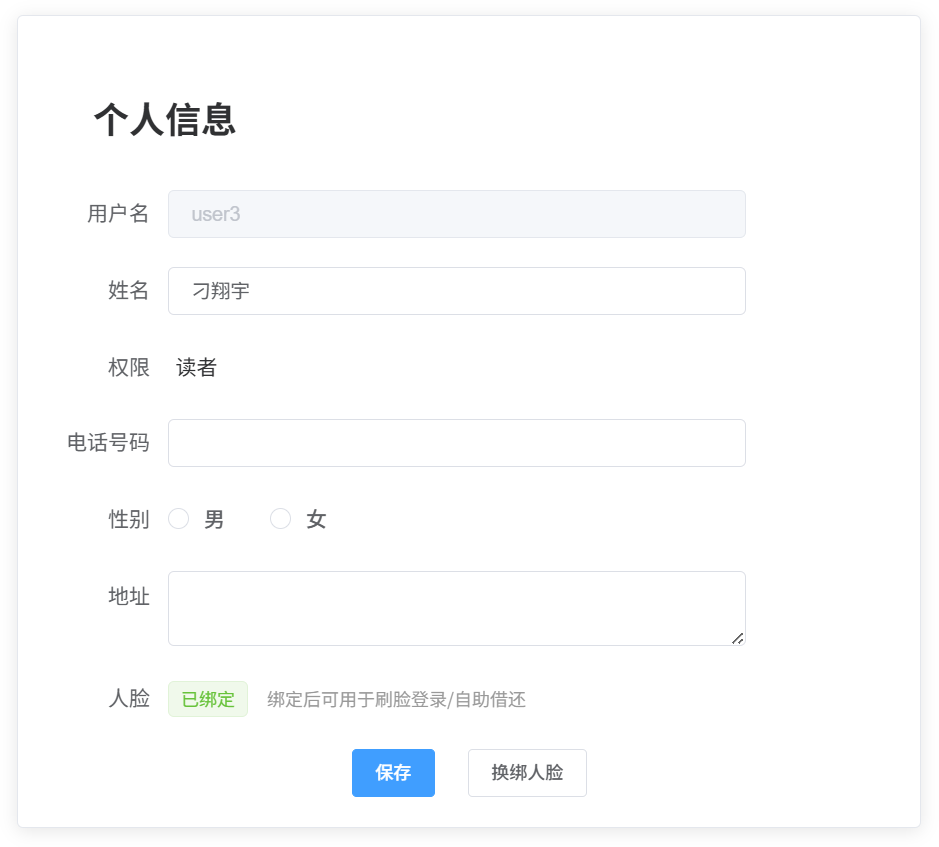 个人信息
用户名 user3
姓名 刁翔宇
权限 读者
电话号码
性别 男 女
地址
人脸 已绑定 绑定后可用于刷脸登录/自助借还
保存 换绑人脸